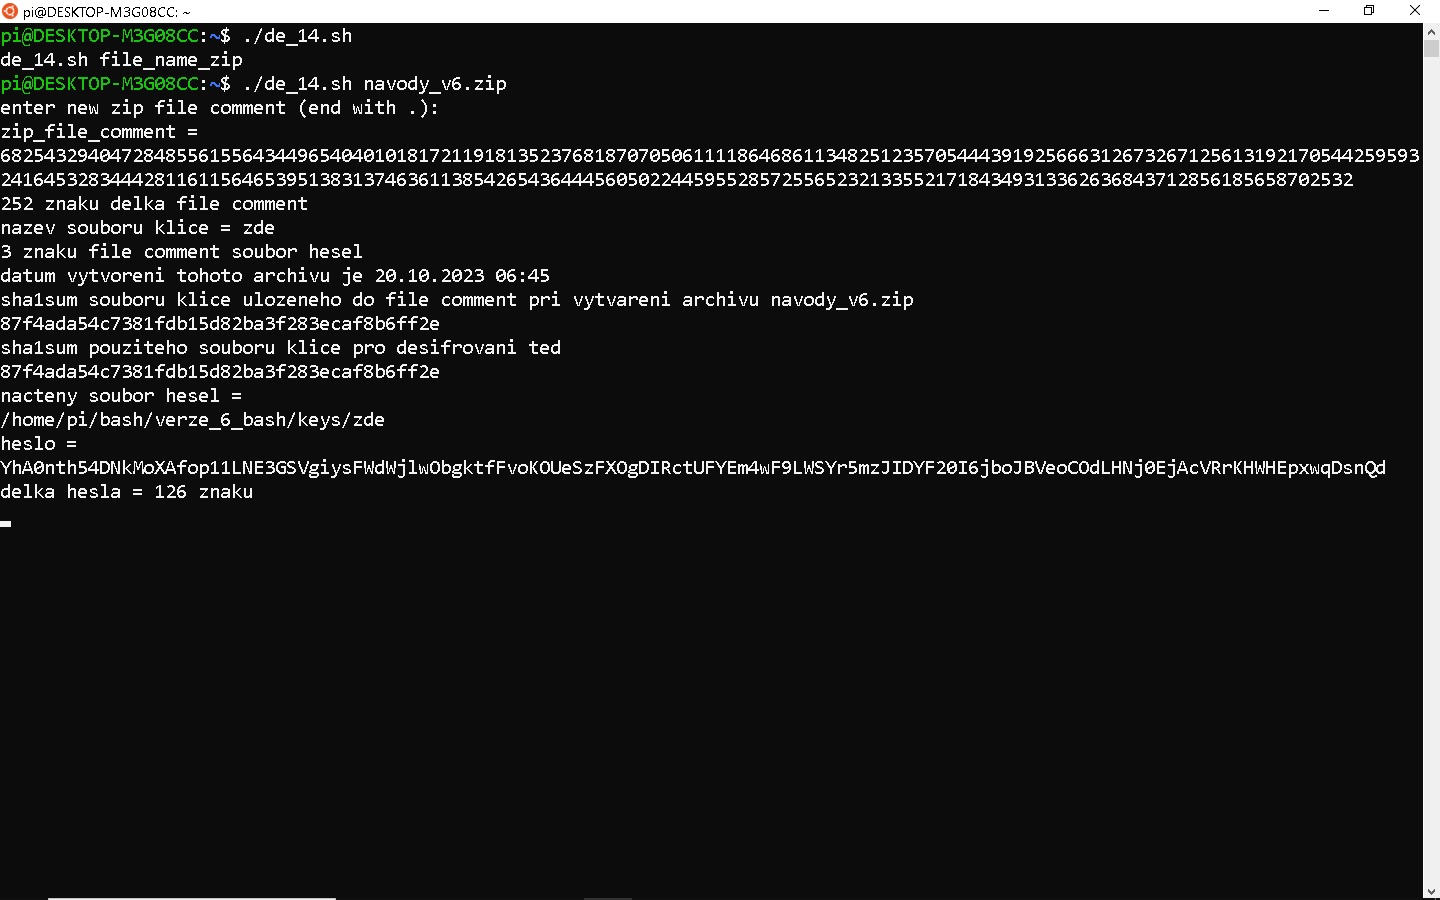 pi@DESKTOP-M3G08CC: ~
pi@DESKTOP-M3G08CC:~$ ./de_14.sh
de_14.sh file_name_zip
pi@DESKTOP-M3G08CC:~$ ./de_14.sh navody_v6.zip
enter new zip file comment (end with .):
zip_file_comment =
682543294047284855615564344965404010181721191813523768187070506111186468611348251235705444391925666312673267125613192170544259593
241645328344428116115646539513831374636113854265436444560502244595528572556523213355217184349313362636843712856185658702532
252 znaku delka file comment
nazev souboru klice = zde
3 znaku file comment soubor hesel
datum vytvoreni tohoto archivu je 20.10.2023 06:45
sha1sum souboru klice ulozeneho do file comment pri vytvareni archivu navody_v6.zip
87f4ada54c7381fdb15d82ba3f283ecaf8b6ff2e
sha1sum pouziteho souboru klice pro desifrovani ted
87f4ada54c7381fdb15d82ba3f283ecaf8b6ff2e
nacteny soubor hesel =
/home/pi/bash/verze_6_bash/keys/zde
heslo =
YhA0nth54DNkMoXAfop11LNE3GSVgiysFWdWjlwObgktfFvoKOUeSzFXOgDIRctUFYEm4wF9LWSYr5mzJIDYF20I6jboJBVeoCOdLHNj0EjAcVRrKHWHEpxwqDsnQd
delka hesla = 126 znaku